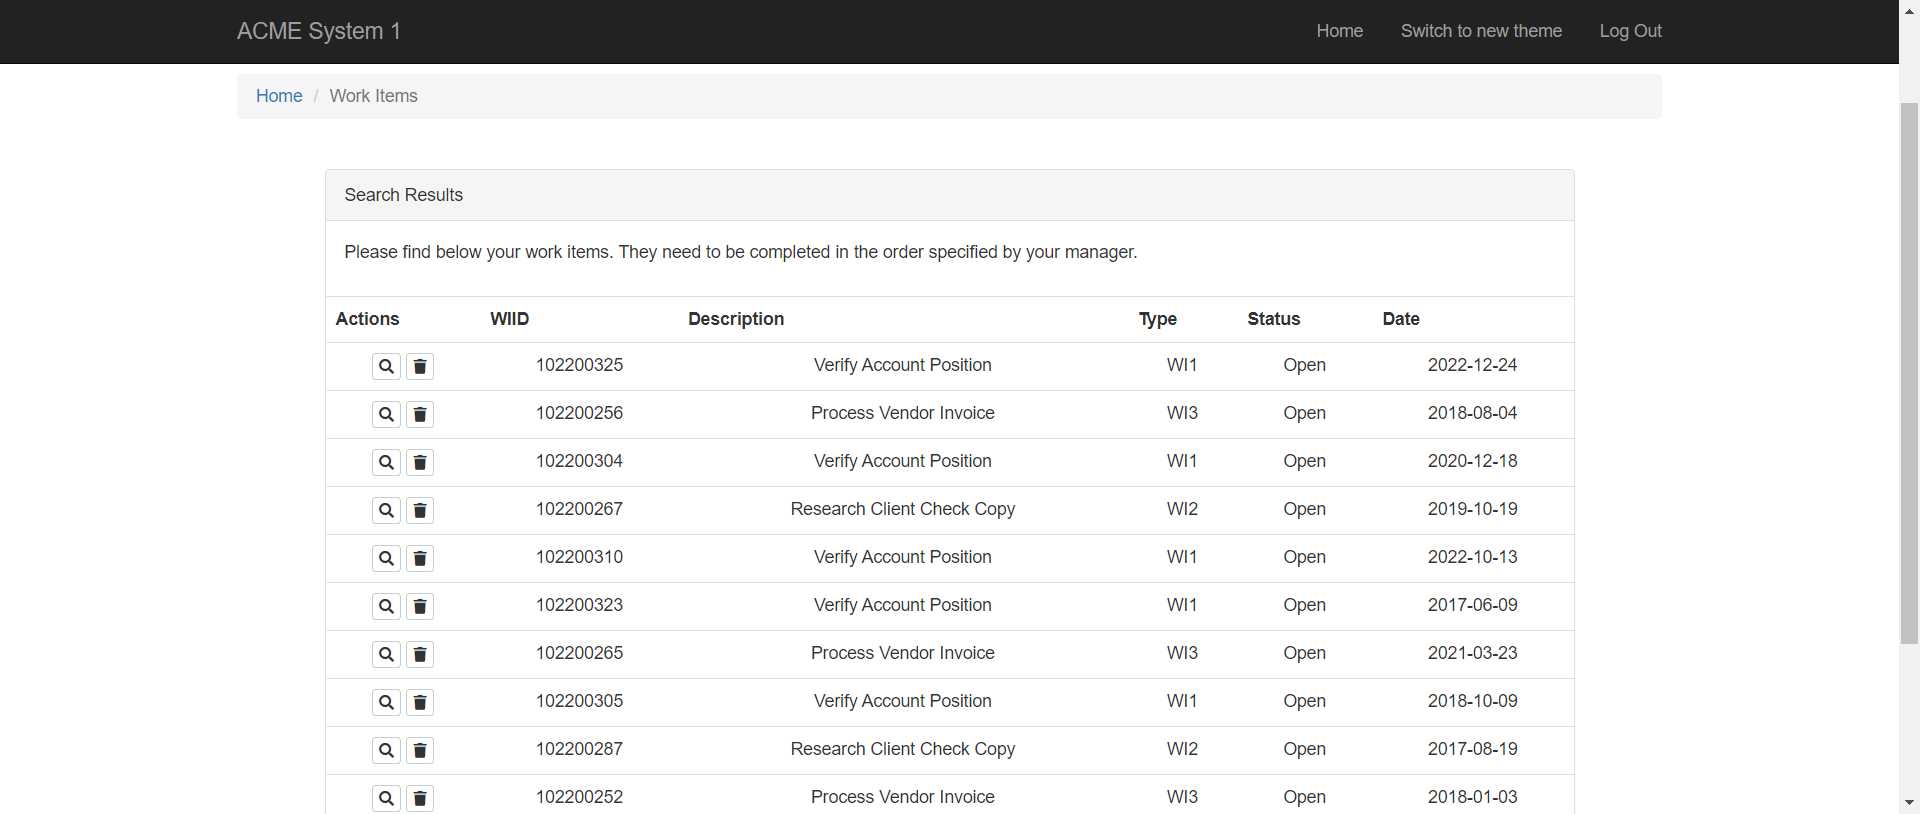 ACME System 1 Home Switch to new theme Log Out
Home / Work Items
Search Results
Please find below your work items. They need to be completed in the order specified by your manager.
Actions WIID Description Type Status Date
102200325 Verify Account Position WI1 Open 2022-12-24
102200256 Process Vendor Invoice WI3 Open 2018-08-04
102200304 Verify Account Position WI1 Open 2020-12-18
102200267 Research Client Check Copy WI2 Open 2019-10-19
102200310 Verify Account Position WI1 Open 2022-10-13
102200323 Verify Account Position WI1 Open 2017-06-09
102200265 Process Vendor Invoice WI3 Open 2021-03-23
102200305 Verify Account Position WI1 Open 2018-10-09
102200287 Research Client Check Copy WI2 Open 2017-08-19
102200252 Process Vendor Invoice WI3 Open 2018-01-03